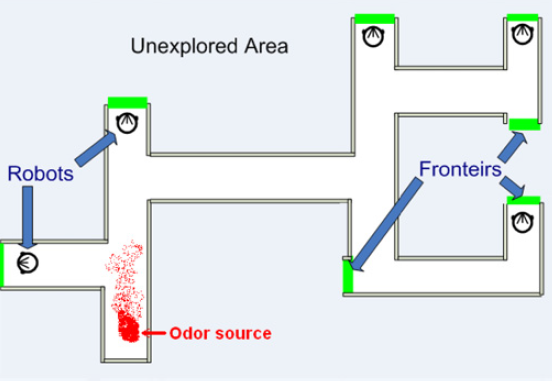 Unexplored Area
Robots
Fronteirs
Odor source